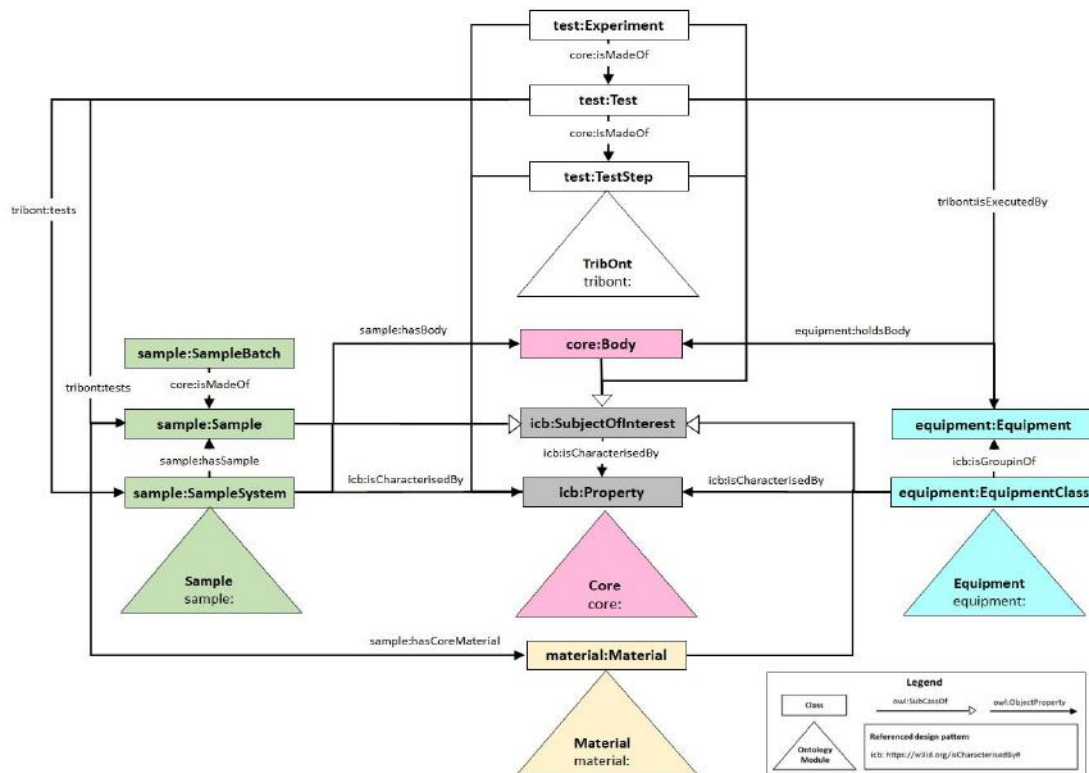 test:Experiment
core:isMadeOf
test:Test
core:isMadeOf
test:TestStep
tribont:tests
tribont:isExecutedBy
TribOnt
tribont:
sample:hasBody
equipment:holdsBody
core:Body
sample:SampleBatch
tribont:tests
core:isMadeOf
sample:Sample
icb:SubjectOfInterest
equipment:Equipment
sample:hasSample
icb:isCharacterisedBy
icb:isGroupinOf
sample:SampleSystem
icb:isCharacterisedBy
icb:Property
icb:isCharacterisedBy
equipment:EquipmentClass
Sample
sample:
Core
core:
Equipment
equipment:
sample:hasCoreMaterial
material:Material
Material
material:
Legend
Class
owl:SubCassOf
owl:ObjectProperty
Ontology
Module
Referenced design pattern
icb: https://w3id.org/isCharacterisedBy#